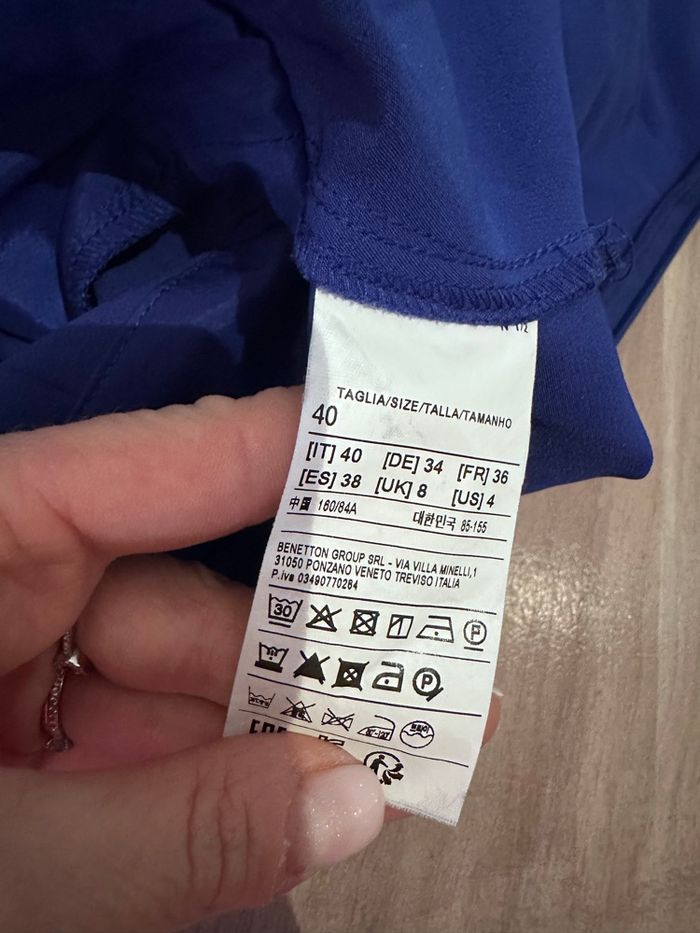 TAGLIA/SIZE/TALLA/TAMANHO
40
[IT] 40 [DE] 34 [FR] 36
[ES] 38 [UK] 8 [US] 4
中国 160/84A 대한민국 85-155
BENETTON GROUP SRL - VIA VILLA MINELLI,1
31050 PONZANO VENETO TREVISO ITALIA
P.iva 03490770264
30
P
P